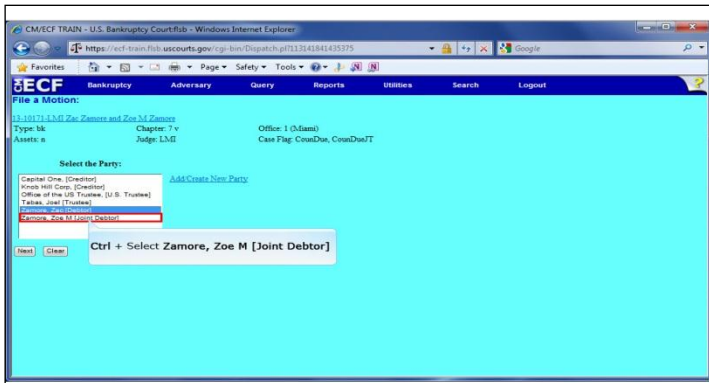 CM/ECF TRAIN - U.S. Bankruptcy Court:flsb - Windows Internet Explorer
https://ecf-train.flsb.uscourts.gov/cgi-bin/Dispatch.pl?113141841435375
Google
Favorites Page Safety Tools
ECF Bankruptcy Adversary Query Reports Utilities Search Logout ?
File a Motion:
13-10171-LMI Zac Zamore and Zoe M Zamore
Type: bk Chapter: 7 v Office: 1 (Miami)
Assets: n Judge: LMI Case Flag: CounDue, CounDueJT
Select the Party:
Capital One, [Creditor] Add/Create New Party
Knob Hill Corp, [Creditor]
Office of the US Trustee, [U.S. Trustee]
Tabas, Joel [Trustee]
Zamore, Zac [Debtor]
Zamore, Zoe M [Joint Debtor]
Ctrl + Select Zamore, Zoe M [Joint Debtor]
Next Clear